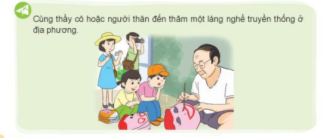 Cùng thầy cô hoặc người thân đến thăm một làng nghề truyền thống ở
địa phương.